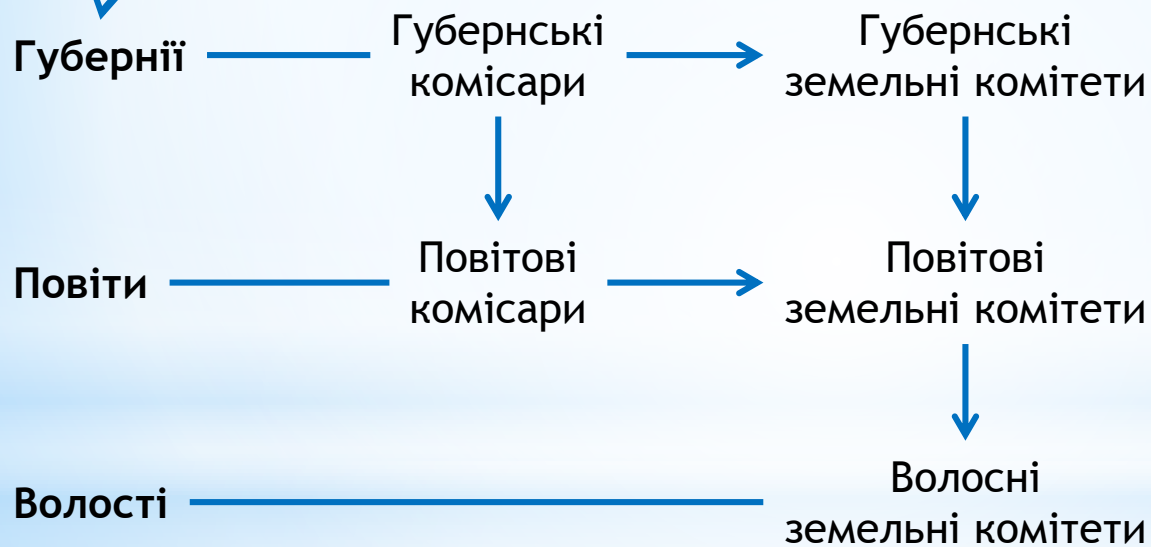 Губернії
Губернські
комісари
Губернські
земельні комітети
Повіти
Повітові
комісари
Повітові
земельні комітети
Волості
Волосні
земельні комітети